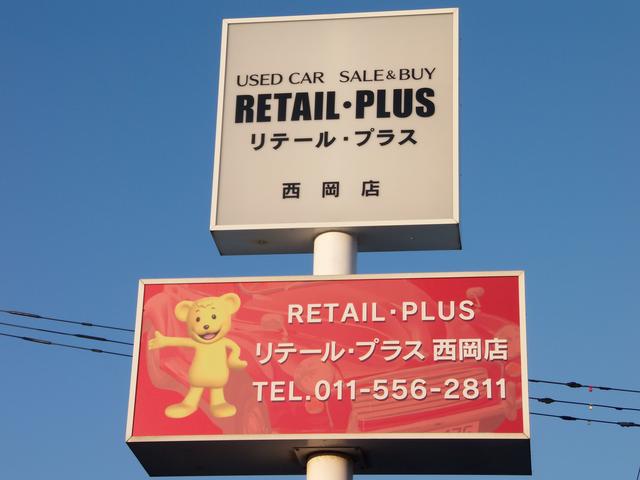 USED CAR SALE&BUY
RETAIL・PLUS
リテール・プラス
西岡店
RETAIL・PLUS
リテール・プラス 西岡店
TEL.011-556-2811